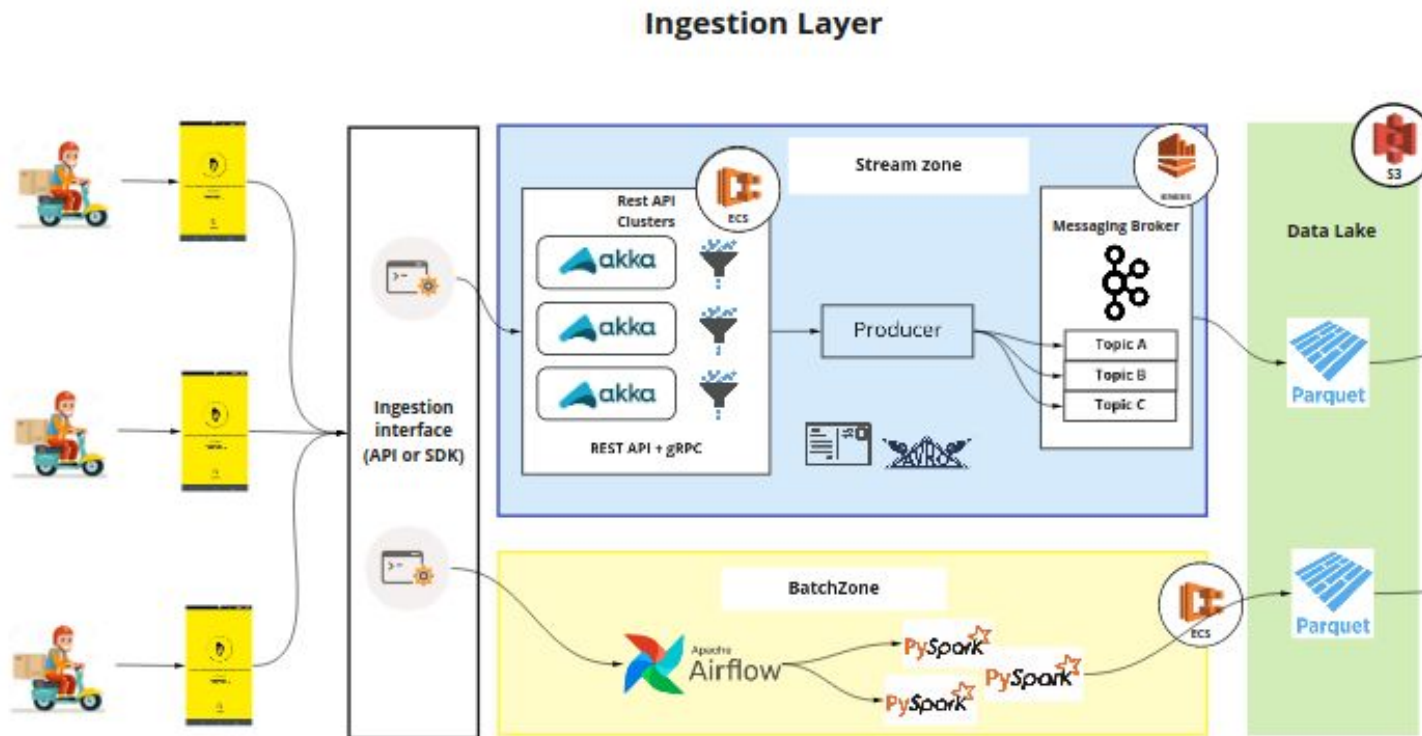 Ingestion Layer
Stream zone
S3
Rest API
Clusters
ECS
Messaging Broker
Data Lake
akka
akka
Producer
Topic A
akka
Topic B
Parquet
Topic C
Ingestion
interface
(API or SDK)
REST API + gRPC
AVRO
BatchZone
ECS
Apache
Airflow
PySpark
PySpark
PySpark
Parquet